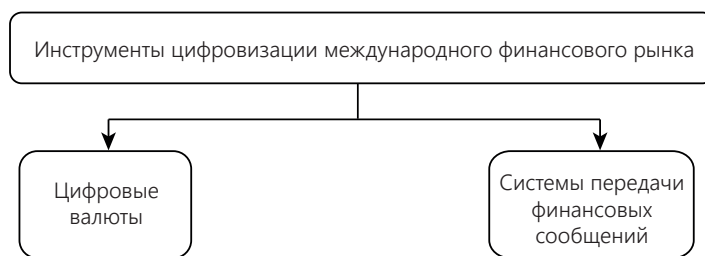 Инструменты цифровизации международного финансового рынка
Цифровые
валюты
Системы передачи
финансовых
сообщений